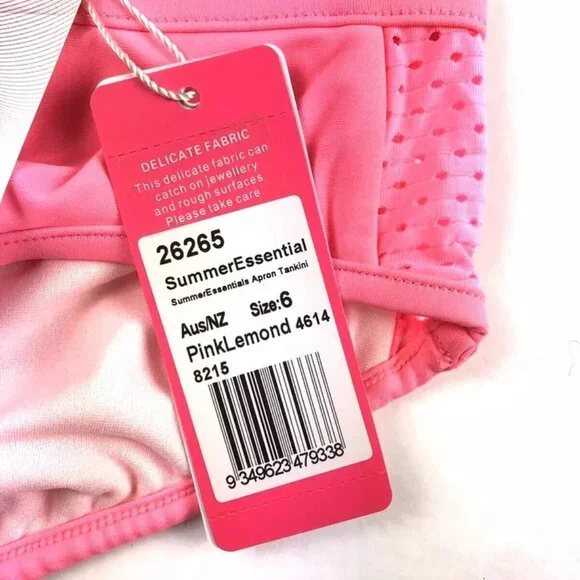 DELICATE FABRIC
This delicate fabric can
catch on jewellery
and rough surfaces.
Please take care.
26265
SummerEssential
SummerEssentials Apron Tankini
Aus/NZ Size:6
PinkLemond 4614
8215
9 349623 479338